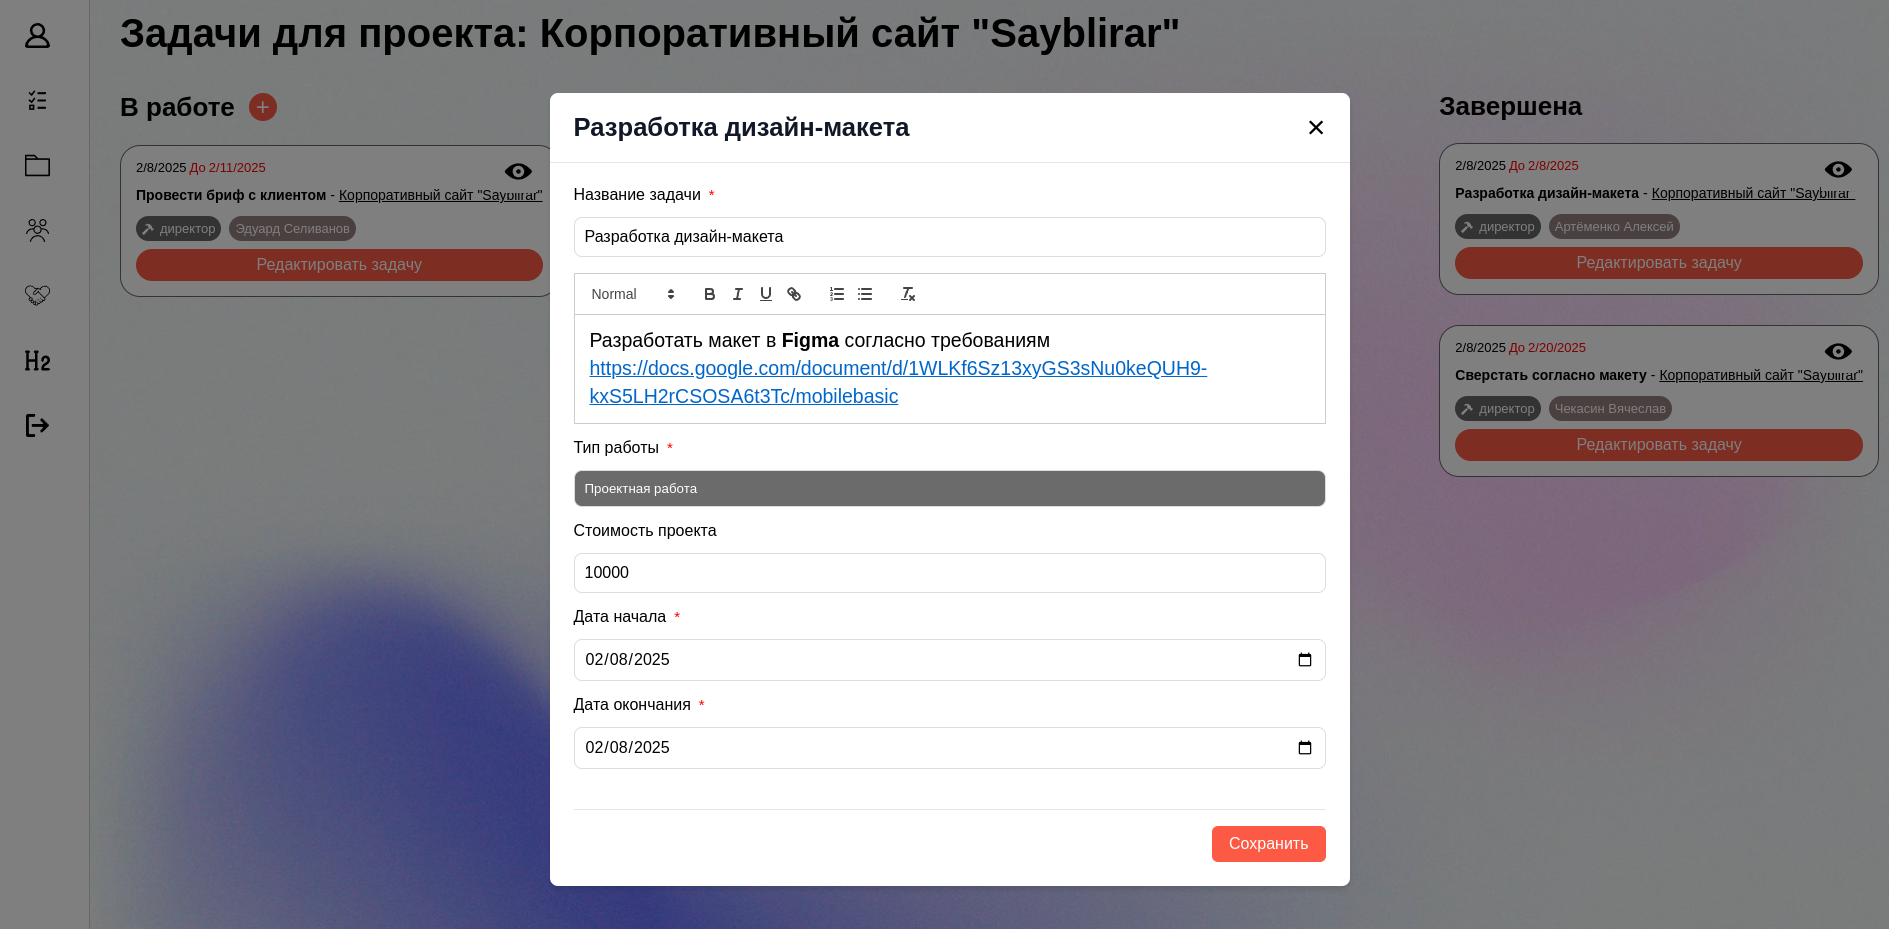 Задачи для проекта: Корпоративный сайт "Sayblirar"
В работе
2/8/2025 До 2/11/2025
Провести бриф с клиентом - Корпоративный сайт "Sayblirar"
директор Эдуард Селиванов
Редактировать задачу
Разработка дизайн-макета
Название задачи *
Разработка дизайн-макета
Normal B I U
Разработать макет в Figma согласно требованиям
https://docs.google.com/document/d/1WLKf6Sz13xyGS3sNu0keQUH9-
kxS5LH2rCSOSA6t3Tc/mobilebasic
Тип работы *
Проектная работа
Стоимость проекта
10000
Дата начала *
02/08/2025
Дата окончания *
02/08/2025
Сохранить
Завершена
2/8/2025 До 2/8/2025
Разработка дизайн-макета - Корпоративный сайт "Sayblirar"
директор Артёменко Алексей
Редактировать задачу
2/8/2025 До 2/20/2025
Сверстать согласно макету - Корпоративный сайт "Sayblirar"
директор Чекасин Вячеслав
Редактировать задачу
H2